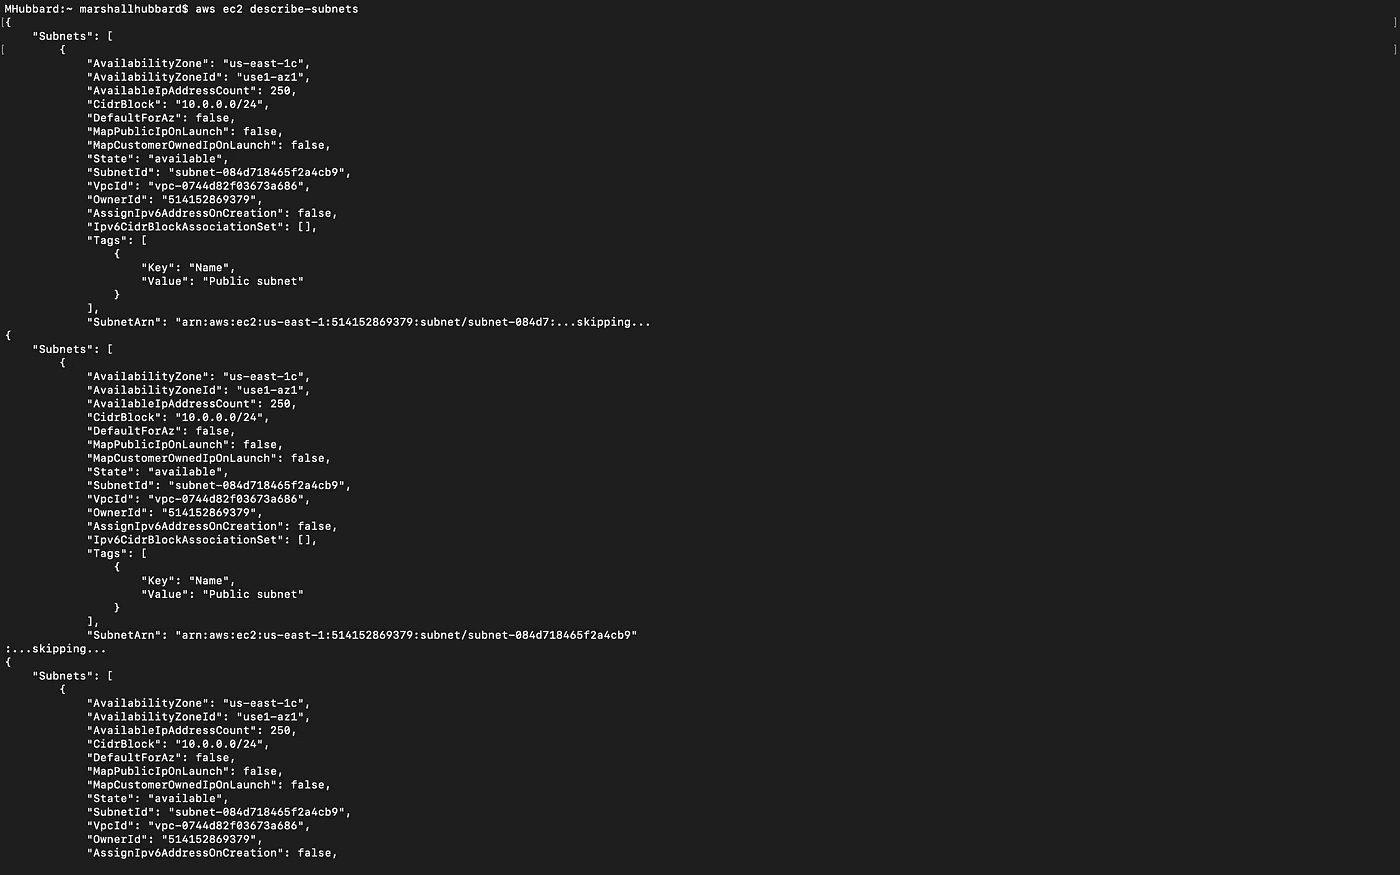 MHubbard:~ marshallhubbard$ aws ec2 describe-subnets
[{ ]
    "Subnets": [
[        { ]
            "AvailabilityZone": "us-east-1c",
            "AvailabilityZoneId": "use1-az1",
            "AvailableIpAddressCount": 250,
            "CidrBlock": "10.0.0.0/24",
            "DefaultForAz": false,
            "MapPublicIpOnLaunch": false,
            "MapCustomerOwnedIpOnLaunch": false,
            "State": "available",
            "SubnetId": "subnet-084d718465f2a4cb9",
            "VpcId": "vpc-0744d82f03673a686",
            "OwnerId": "514152869379",
            "AssignIpv6AddressOnCreation": false,
            "Ipv6CidrBlockAssociationSet": [],
            "Tags": [
                {
                    "Key": "Name",
                    "Value": "Public subnet"
                }
            ],
            "SubnetArn": "arn:aws:ec2:us-east-1:514152869379:subnet/subnet-084d7:...skipping...
{
    "Subnets": [
        {
            "AvailabilityZone": "us-east-1c",
            "AvailabilityZoneId": "use1-az1",
            "AvailableIpAddressCount": 250,
            "CidrBlock": "10.0.0.0/24",
            "DefaultForAz": false,
            "MapPublicIpOnLaunch": false,
            "MapCustomerOwnedIpOnLaunch": false,
            "State": "available",
            "SubnetId": "subnet-084d718465f2a4cb9",
            "VpcId": "vpc-0744d82f03673a686",
            "OwnerId": "514152869379",
            "AssignIpv6AddressOnCreation": false,
            "Ipv6CidrBlockAssociationSet": [],
            "Tags": [
                {
                    "Key": "Name",
                    "Value": "Public subnet"
                }
            ],
            "SubnetArn": "arn:aws:ec2:us-east-1:514152869379:subnet/subnet-084d718465f2a4cb9"
:...skipping...
{
    "Subnets": [
        {
            "AvailabilityZone": "us-east-1c",
            "AvailabilityZoneId": "use1-az1",
            "AvailableIpAddressCount": 250,
            "CidrBlock": "10.0.0.0/24",
            "DefaultForAz": false,
            "MapPublicIpOnLaunch": false,
            "MapCustomerOwnedIpOnLaunch": false,
            "State": "available",
            "SubnetId": "subnet-084d718465f2a4cb9",
            "VpcId": "vpc-0744d82f03673a686",
            "OwnerId": "514152869379",
            "AssignIpv6AddressOnCreation": false,